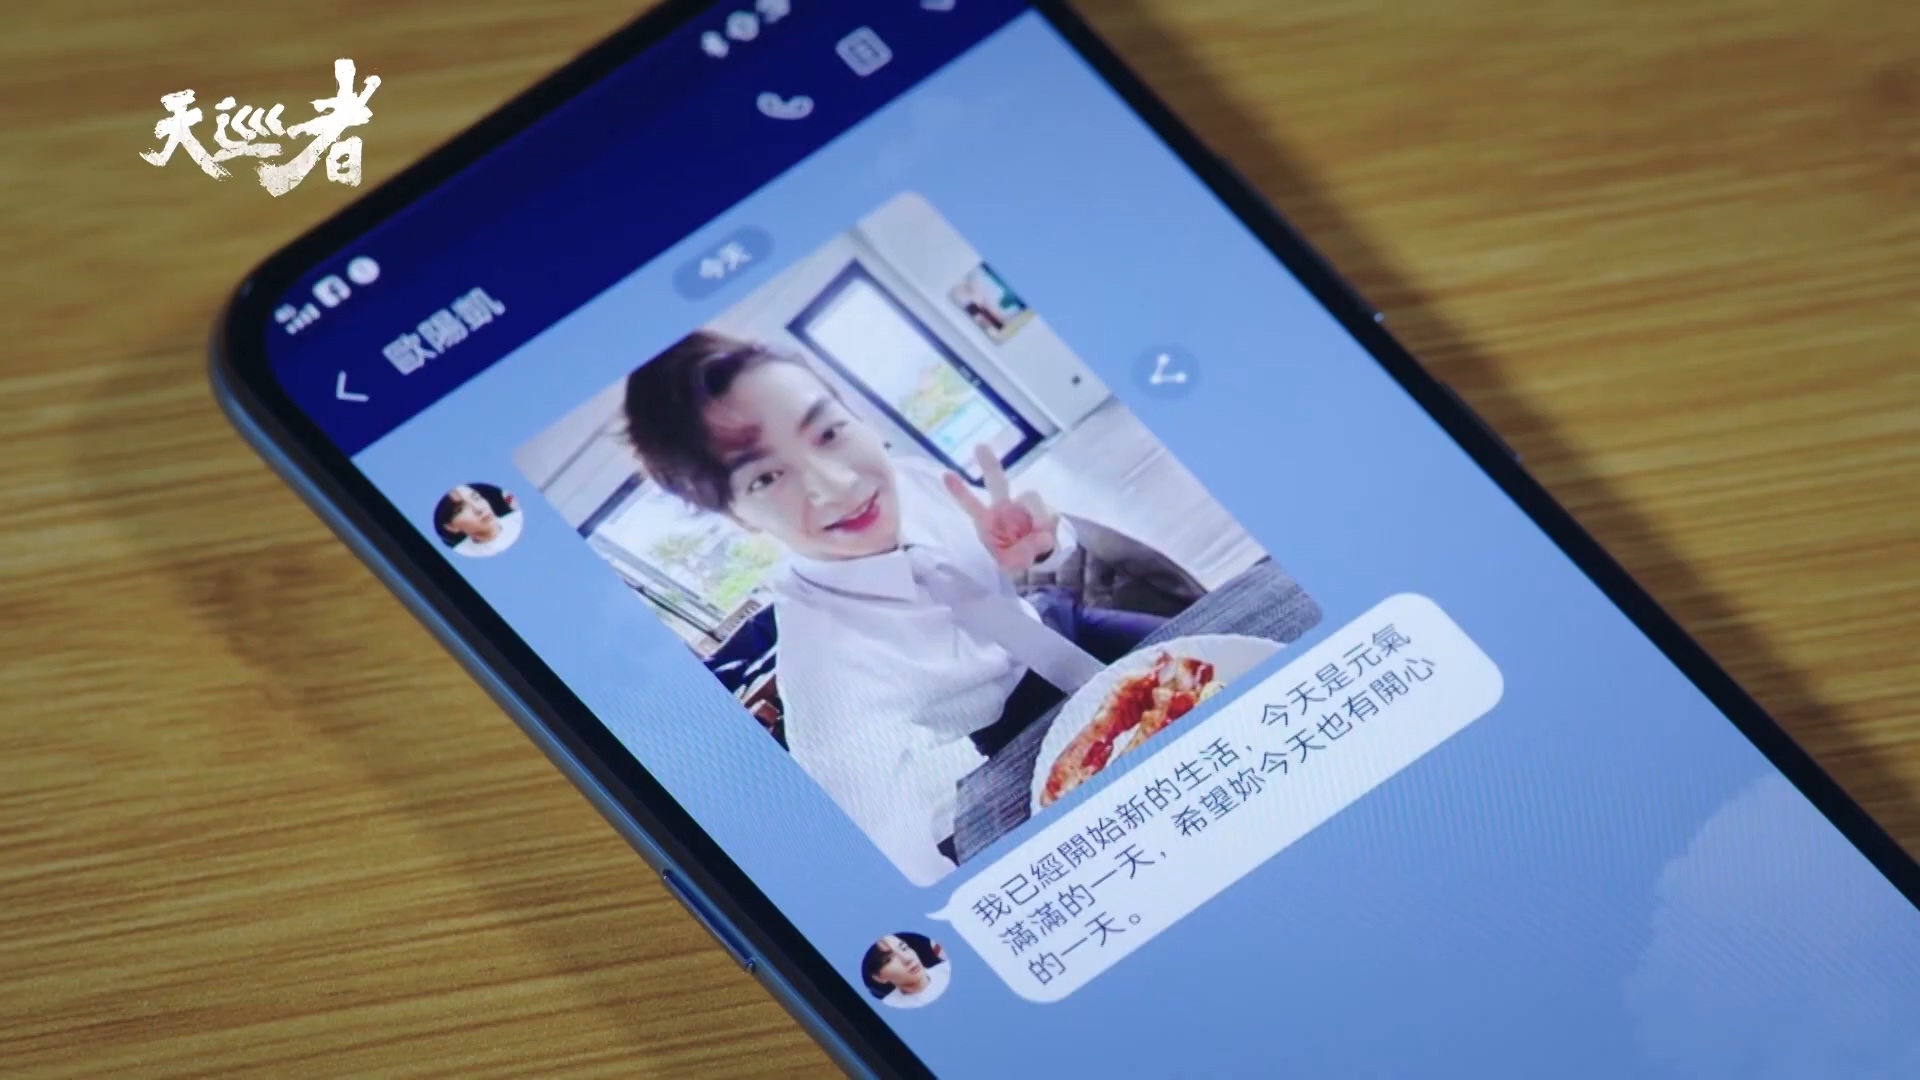 天巡者
歐陽凱
今天
我已經開始新的生活，今天是元氣
滿滿的一天，希望妳今天也有開心
的一天。